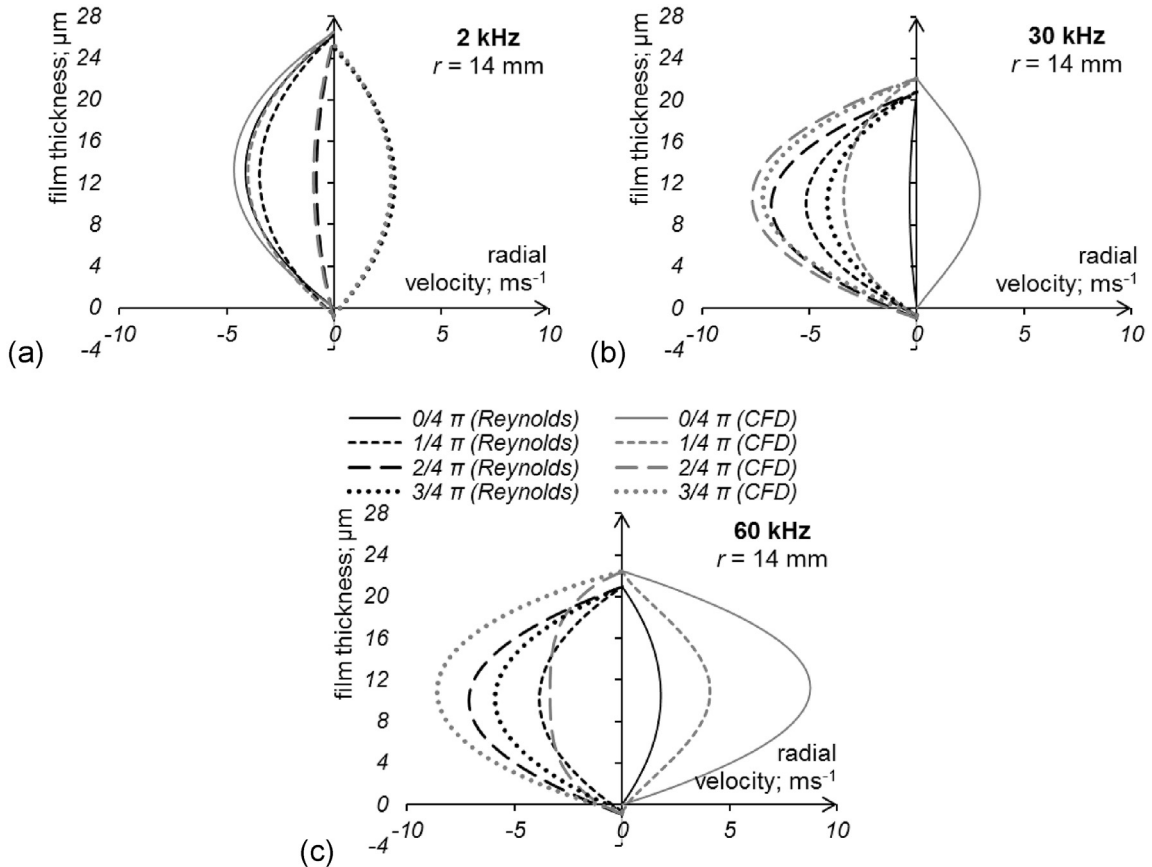 film thickness; μm
28
24
20
16
12
8
4
0
-4
2 kHz
r = 14 mm
radial
velocity; ms-1
-10
-5
0
5
10
(a)
film thickness; μm
28
24
20
16
12
8
4
0
-4
30 kHz
r = 14 mm
radial
velocity; ms-1
-10
-5
0
5
10
(b)
0/4 π (Reynolds)
1/4 π (Reynolds)
2/4 π (Reynolds)
3/4 π (Reynolds)
0/4 π (CFD)
1/4 π (CFD)
2/4 π (CFD)
3/4 π (CFD)
film thickness; μm
28
24
20
16
12
8
4
0
-4
60 kHz
r = 14 mm
radial
velocity; ms-1
-10
-5
0
5
10
(c)